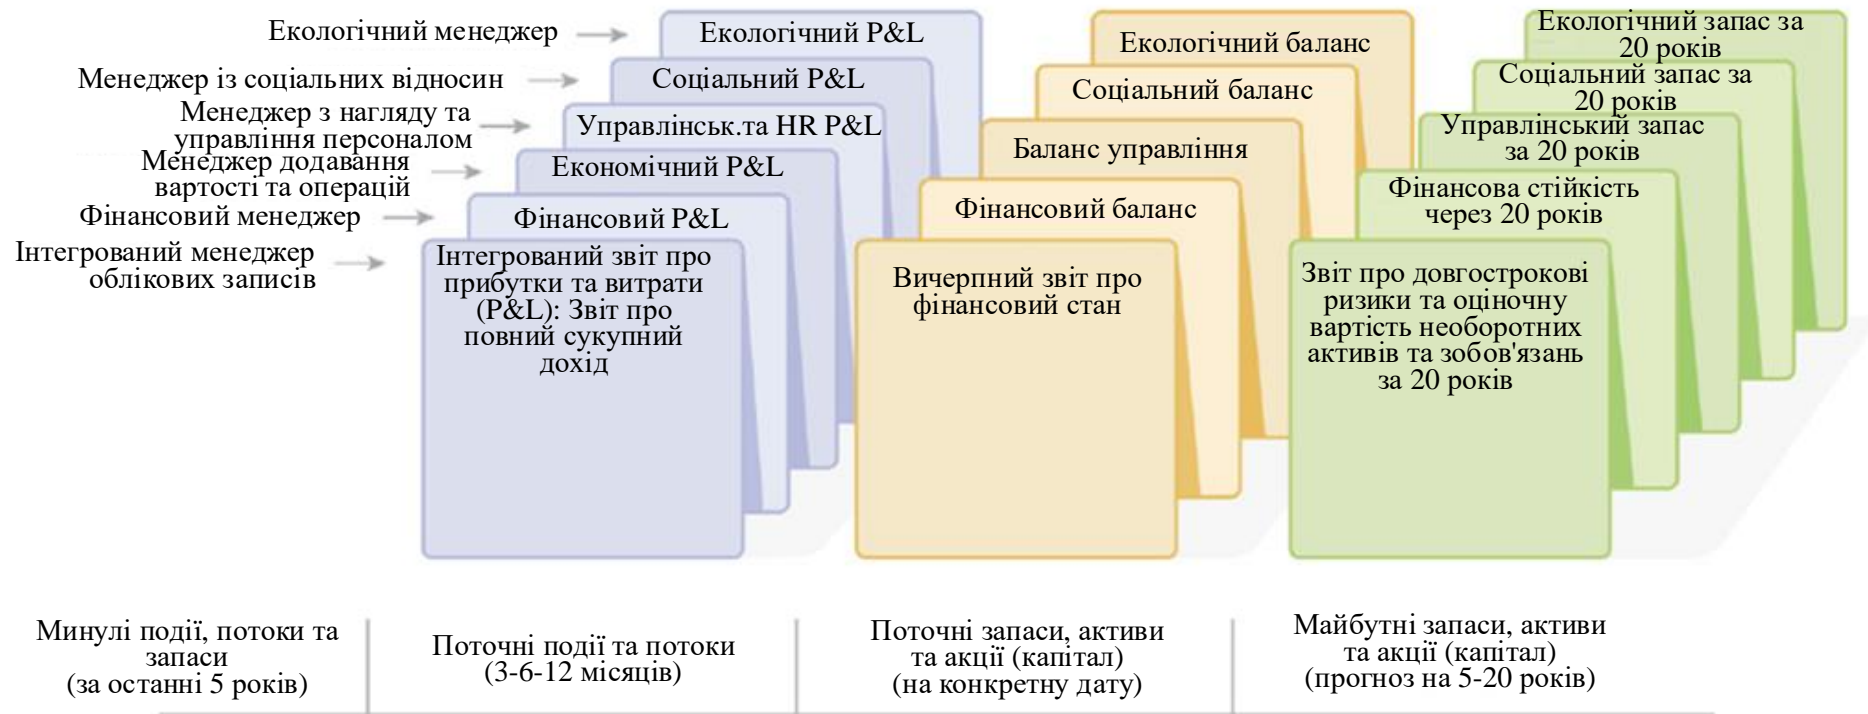 Екологічний менеджер
Менеджер із соціальних відносин
Менеджер з нагляду та
управління персоналом
Менеджер додавання
вартості та операцій
Фінансовий менеджер
Інтегрований менеджер
облікових записів
Екологічний P&L
Соціальний P&L
Управлінськ.та HR P&L
Економічний P&L
Фінансовий P&L
Інтегрований звіт про
прибутки та витрати
(P&L): Звіт про
повний сукупний
дохід
Екологічний баланс
Соціальний баланс
Баланс управління
Фінансовий баланс
Вичерпний звіт про
фінансовий стан
Екологічний запас за
20 років
Соціальний запас за
20 років
Управлінський запас
за 20 років
Фінансова стійкість
через 20 років
Звіт про довгострокові
ризики та оціночну
вартість необоротних
активів та зобов'язань
за 20 років
Минулі події, потоки та
запаси
(за останні 5 років)
Поточні події та потоки
(3-6-12 місяців)
Поточні запаси, активи
та акції (капітал)
(на конкретну дату)
Майбутні запаси, активи
та акції (капітал)
(прогноз на 5-20 років)